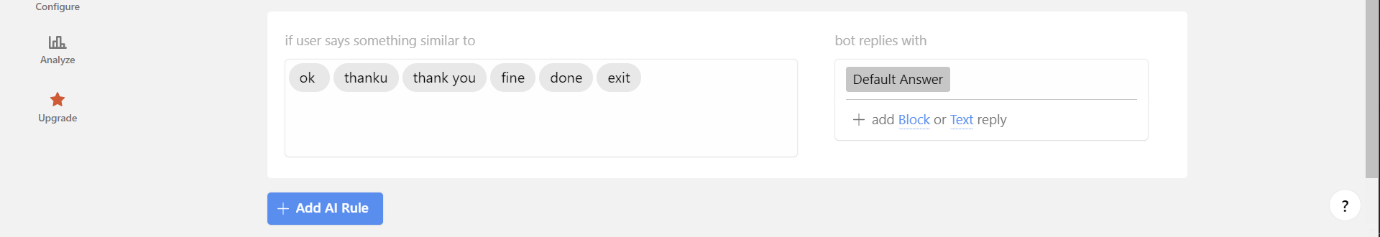 Configure
Analyze
Upgrade
if user says something similar to
ok thanku thank you fine done exit
bot replies with
Default Answer
+ add Block or Text reply
+ Add AI Rule
?